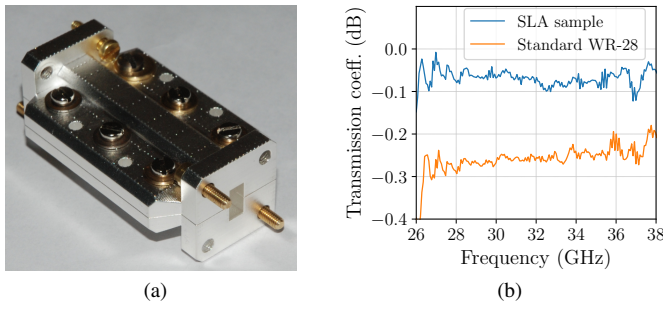 (a)
Transmission coeff. (dB)
SLA sample
Standard WR-28
0.0
−0.1
−0.2
−0.3
−0.4
26 28 30 32 34 36 38
Frequency (GHz)
(b)